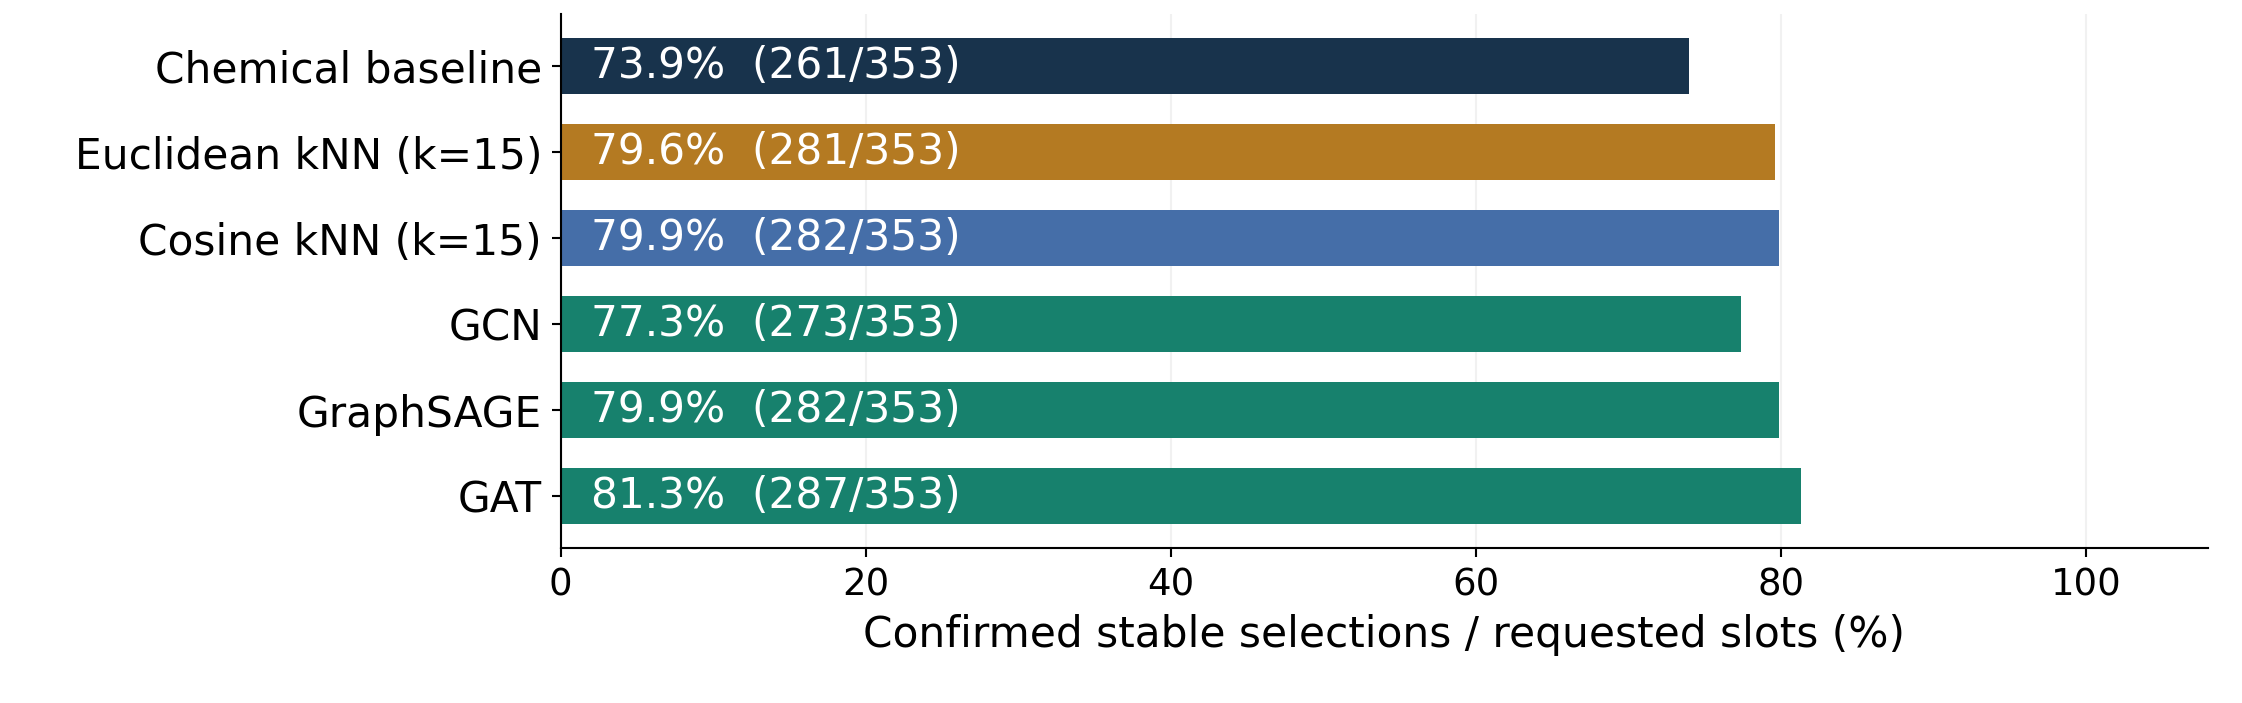 Chemical baseline 73.9% (261/353)
Euclidean kNN (k=15) 79.6% (281/353)
Cosine kNN (k=15) 79.9% (282/353)
GCN 77.3% (273/353)
GraphSAGE 79.9% (282/353)
GAT 81.3% (287/353)
0 20 40 60 80 100
Confirmed stable selections / requested slots (%)